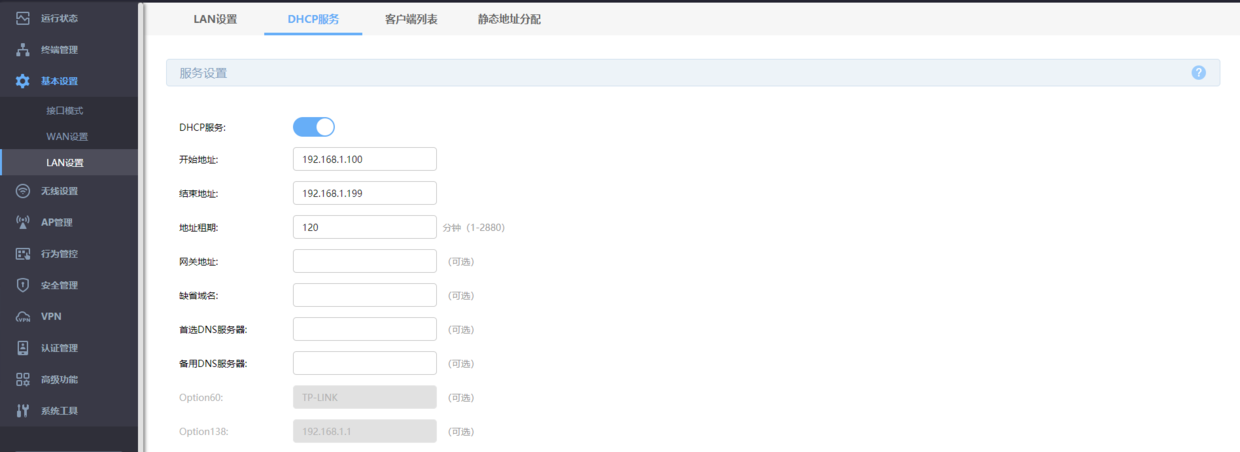 运行状态
终端管理
基本设置
接口模式
WAN设置
LAN设置
无线设置
AP管理
行为管控
安全管理
VPN
认证管理
高级功能
系统工具
LAN设置 DHCP服务 客户端列表 静态地址分配
服务设置 ?
DHCP服务:
开始地址: 192.168.1.100
结束地址: 192.168.1.199
地址租期: 120 分钟（1-2880）
网关地址: （可选）
缺省域名: （可选）
首选DNS服务器: （可选）
备用DNS服务器: （可选）
Option60: TP-LINK （可选）
Option138: 192.168.1.1 （可选）